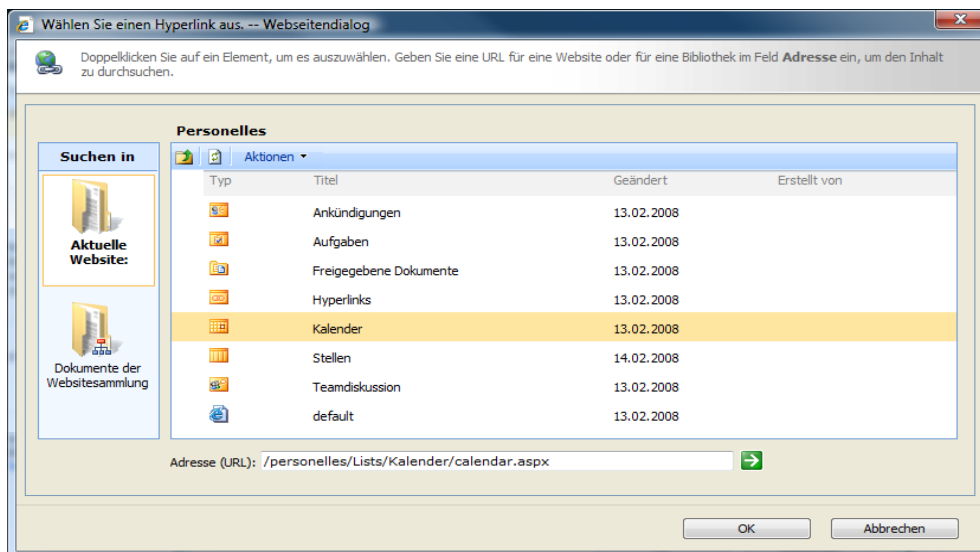 Wählen Sie einen Hyperlink aus. -- Webseitendialog
Doppelklicken Sie auf ein Element, um es auszuwählen. Geben Sie eine URL für eine Website oder für eine Bibliothek im Feld Adresse ein, um den Inhalt
zu durchsuchen.
Personelles
Suchen in
Aktionen
Typ Titel Geändert Erstellt von
Ankündigungen 13.02.2008
Aufgaben 13.02.2008
Aktuelle
Website:
Freigegebene Dokumente 13.02.2008
Hyperlinks 13.02.2008
Kalender 13.02.2008
Stellen 14.02.2008
Dokumente der
Websitesammlung
Teamdiskussion 13.02.2008
default 13.02.2008
Adresse (URL): /personelles/Lists/Kalender/calendar.aspx
OK Abbrechen